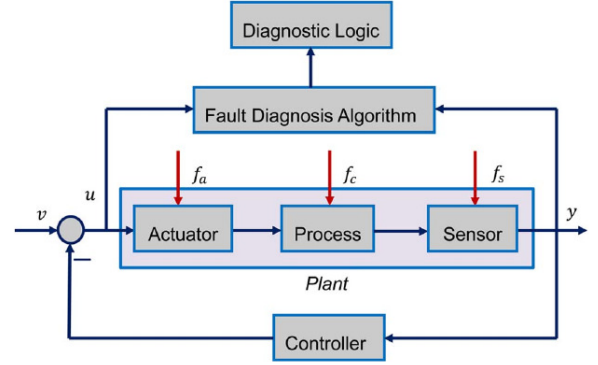 Diagnostic Logic
Fault Diagnosis Algorithm
f_a
f_c
f_s
u
v
y
Actuator
Process
Sensor
—
Plant
Controller